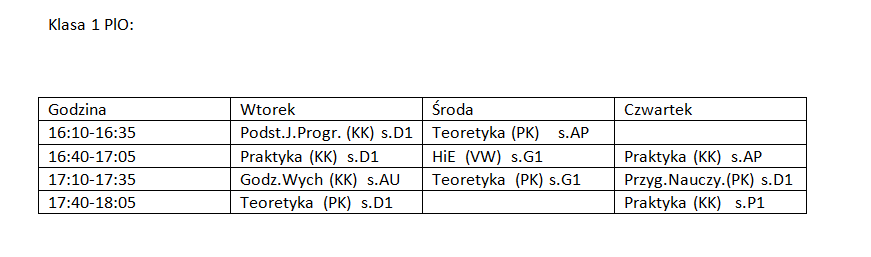 Klasa 1 PlO:
Godzina Wtorek Środa Czwartek
16:10-16:35 Podst.J.Progr. (KK) s.D1 Teoretyka (PK) s.AP
16:40-17:05 Praktyka (KK) s.D1 HiE (VW) s.G1 Praktyka (KK) s.AP
17:10-17:35 Godz.Wych (KK) s.AU Teoretyka (PK) s.G1 Przyg.Nauczy.(PK) s.D1
17:40-18:05 Teoretyka (PK) s.D1 Praktyka (KK) s.P1